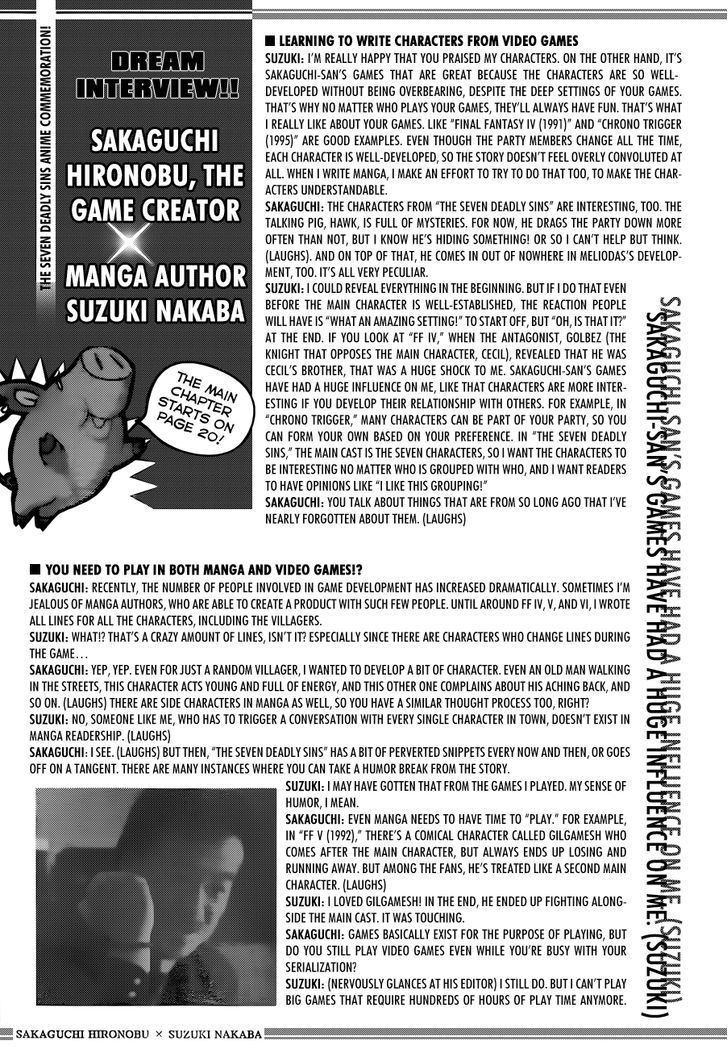 THE SEVEN DEADLY SINS ANIME COMMEMORATION!
DREAM
INTERVIEW!!
SAKAGUCHI
HIRONOBU, THE
GAME CREATOR
×
MANGA AUTHOR
SUZUKI NAKABA
THE MAIN
CHAPTER
STARTS ON
PAGE 20!
■ LEARNING TO WRITE CHARACTERS FROM VIDEO GAMES
SUZUKI: I'M REALLY HAPPY THAT YOU PRAISED MY CHARACTERS. ON THE OTHER HAND, IT'S
SAKAGUCHI-SAN'S GAMES THAT ARE GREAT BECAUSE THE CHARACTERS ARE SO WELL-
DEVELOPED WITHOUT BEING OVERBEARING, DESPITE THE DEEP SETTINGS OF YOUR GAMES.
THAT'S WHY NO MATTER WHO PLAYS YOUR GAMES, THEY'LL ALWAYS HAVE FUN. THAT'S WHAT
I REALLY LIKE ABOUT YOUR GAMES. LIKE "FINAL FANTASY IV (1991)" AND "CHRONO TRIGGER
(1995)" ARE GOOD EXAMPLES. EVEN THOUGH THE PARTY MEMBERS CHANGE ALL THE TIME,
EACH CHARACTER IS WELL-DEVELOPED, SO THE STORY DOESN'T FEEL OVERLY CONVOLUTED AT
ALL. WHEN I WRITE MANGA, I MAKE AN EFFORT TO TRY TO DO THAT TOO, TO MAKE THE CHAR-
ACTERS UNDERSTANDABLE.
SAKAGUCHI: THE CHARACTERS FROM "THE SEVEN DEADLY SINS" ARE INTERESTING, TOO. THE
TALKING PIG, HAWK, IS FULL OF MYSTERIES. FOR NOW, HE DRAGS THE PARTY DOWN MORE
OFTEN THAN NOT, BUT I KNOW HE'S HIDING SOMETHING! OR SO I CAN'T HELP BUT THINK.
(LAUGHS). AND ON TOP OF THAT, HE COMES IN OUT OF NOWHERE IN MELIODAS'S DEVELOP-
MENT, TOO. IT'S ALL VERY PECULIAR.
SUZUKI: I COULD REVEAL EVERYTHING IN THE BEGINNING. BUT IF I DO THAT EVEN
BEFORE THE MAIN CHARACTER IS WELL-ESTABLISHED, THE REACTION PEOPLE
WILL HAVE IS "WHAT AN AMAZING SETTING!" TO START OFF, BUT "OH, IS THAT IT?"
AT THE END. IF YOU LOOK AT "FF IV," WHEN THE ANTAGONIST, GOLBEZ (THE
KNIGHT THAT OPPOSES THE MAIN CHARACTER, CECIL), REVEALED THAT HE WAS
CECIL'S BROTHER, THAT WAS A HUGE SHOCK TO ME. SAKAGUCHI-SAN'S GAMES
HAVE HAD A HUGE INFLUENCE ON ME, LIKE THAT CHARACTERS ARE MORE INTER-
ESTING IF YOU DEVELOP THEIR RELATIONSHIP WITH OTHERS. FOR EXAMPLE, IN
"CHRONO TRIGGER," MANY CHARACTERS CAN BE PART OF YOUR PARTY, SO YOU
CAN FORM YOUR OWN BASED ON YOUR PREFERENCE. IN "THE SEVEN DEADLY
SINS," THE MAIN CAST IS THE SEVEN CHARACTERS, SO I WANT THE CHARACTERS TO
BE INTERESTING NO MATTER WHO IS GROUPED WITH WHO, AND I WANT READERS
TO HAVE OPINIONS LIKE "I LIKE THIS GROUPING!"
SAKAGUCHI: YOU TALK ABOUT THINGS THAT ARE FROM SO LONG AGO THAT I'VE
NEARLY FORGOTTEN ABOUT THEM. (LAUGHS)
SAKAGUCHI-SAN'S GAMES HAVE HAD A HUGE INFLUENCE ON ME. (SUZUKI)
■ YOU NEED TO PLAY IN BOTH MANGA AND VIDEO GAMES!?
SAKAGUCHI: RECENTLY, THE NUMBER OF PEOPLE INVOLVED IN GAME DEVELOPMENT HAS INCREASED DRAMATICALLY. SOMETIMES I'M
JEALOUS OF MANGA AUTHORS, WHO ARE ABLE TO CREATE A PRODUCT WITH SUCH FEW PEOPLE. UNTIL AROUND FF IV, V, AND VI, I WROTE
ALL LINES FOR ALL THE CHARACTERS, INCLUDING THE VILLAGERS.
SUZUKI: WHAT!? THAT'S A CRAZY AMOUNT OF LINES, ISN'T IT? ESPECIALLY SINCE THERE ARE CHARACTERS WHO CHANGE LINES DURING
THE GAME...
SAKAGUCHI: YEP, YEP. EVEN FOR JUST A RANDOM VILLAGER, I WANTED TO DEVELOP A BIT OF CHARACTER. EVEN AN OLD MAN WALKING
IN THE STREETS, THIS CHARACTER ACTS YOUNG AND FULL OF ENERGY, AND THIS OTHER ONE COMPLAINS ABOUT HIS ACHING BACK, AND
SO ON. (LAUGHS) THERE ARE SIDE CHARACTERS IN MANGA AS WELL, SO YOU HAVE A SIMILAR THOUGHT PROCESS TOO, RIGHT?
SUZUKI: NO, SOMEONE LIKE ME, WHO HAS TO TRIGGER A CONVERSATION WITH EVERY SINGLE CHARACTER IN TOWN, DOESN'T EXIST IN
MANGA READERSHIP. (LAUGHS)
SAKAGUCHI: I SEE. (LAUGHS) BUT THEN, "THE SEVEN DEADLY SINS" HAS A BIT OF PERVERTED SNIPPETS EVERY NOW AND THEN, OR GOES
OFF ON A TANGENT. THERE ARE MANY INSTANCES WHERE YOU CAN TAKE A HUMOR BREAK FROM THE STORY.
SUZUKI: I MAY HAVE GOTTEN THAT FROM THE GAMES I PLAYED. MY SENSE OF
HUMOR, I MEAN.
SAKAGUCHI: EVEN MANGA NEEDS TO HAVE TIME TO "PLAY." FOR EXAMPLE,
IN "FF V (1992)," THERE'S A COMICAL CHARACTER CALLED GILGAMESH WHO
COMES AFTER THE MAIN CHARACTER, BUT ALWAYS ENDS UP LOSING AND
RUNNING AWAY. BUT AMONG THE FANS, HE'S TREATED LIKE A SECOND MAIN
CHARACTER. (LAUGHS)
SUZUKI: I LOVED GILGAMESH! IN THE END, HE ENDED UP FIGHTING ALONG-
SIDE THE MAIN CAST. IT WAS TOUCHING.
SAKAGUCHI: GAMES BASICALLY EXIST FOR THE PURPOSE OF PLAYING, BUT
DO YOU STILL PLAY VIDEO GAMES EVEN WHILE YOU'RE BUSY WITH YOUR
SERIALIZATION?
SUZUKI: (NERVOUSLY GLANCES AT HIS EDITOR) I STILL DO. BUT I CAN'T PLAY
BIG GAMES THAT REQUIRE HUNDREDS OF HOURS OF PLAY TIME ANYMORE.
SAKAGUCHI HIRONOBU × SUZUKI NAKABA